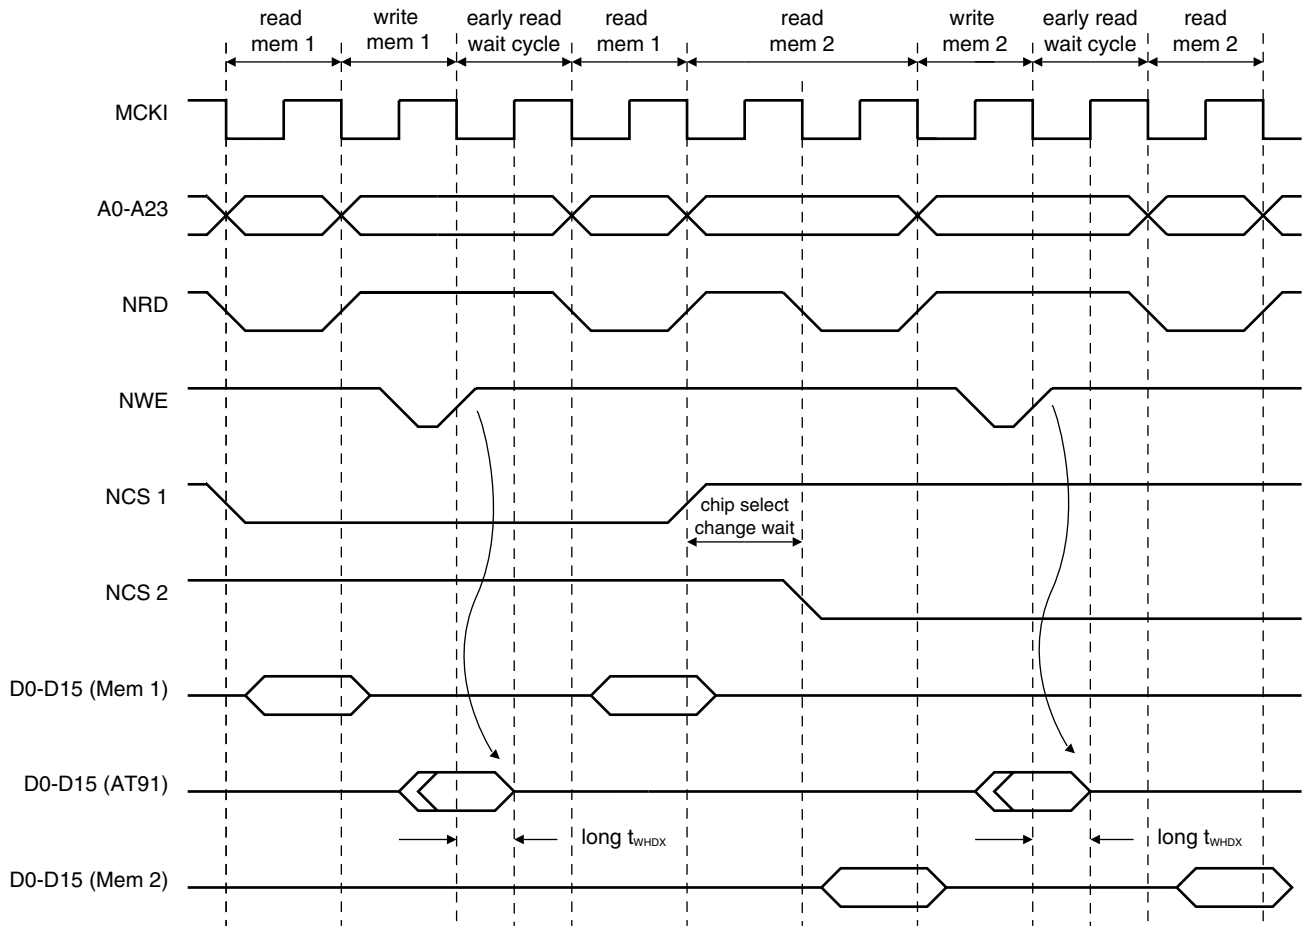 read
mem 1
write
mem 1
early read
wait cycle
read
mem 1
read
mem 2
write
mem 2
early read
wait cycle
read
mem 2
MCKI
A0-A23
NRD
NWE
NCS 1
chip select
change wait
NCS 2
D0-D15 (Mem 1)
D0-D15 (AT91)
long tWHDX
long tWHDX
D0-D15 (Mem 2)